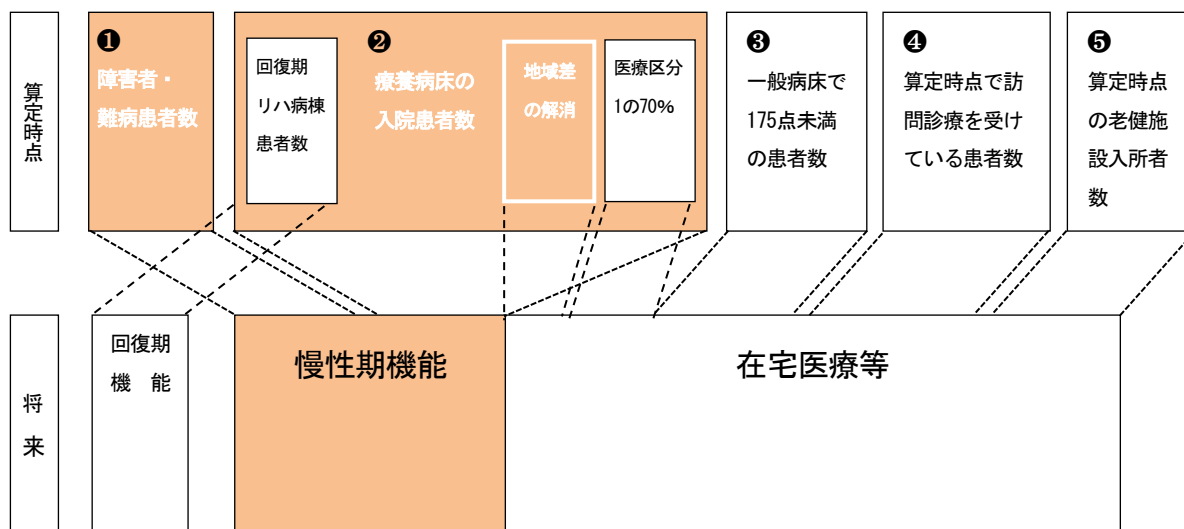 算定時点
❶
障害者・
難病患者数
回復期
リハ病棟
患者数
❷
療養病床の
入院患者数
地域差
の解消
医療区分
1の70%
❸
一般病床で
175点未満
の患者数
❹
算定時点で訪
問診療を受け
ている患者数
❺
算定時点
の老健施
設入所者
数
将来
回復期
機　能
慢性期機能
在宅医療等